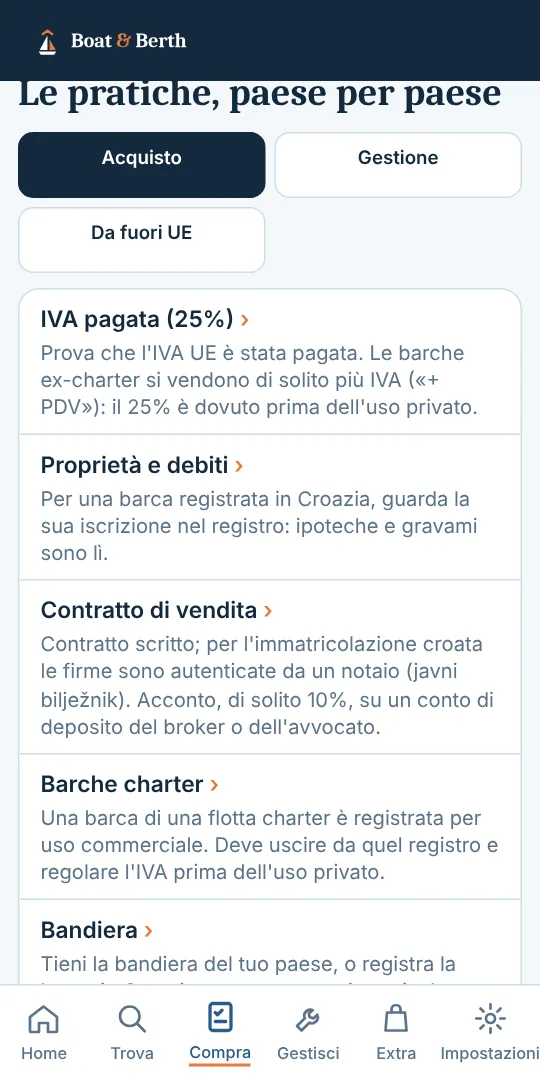 Boat & Berth
Le pratiche, paese per paese
Acquisto
Gestione
Da fuori UE
IVA pagata (25%) ›
Prova che l'IVA UE è stata pagata. Le barche
ex-charter si vendono di solito più IVA («+
PDV»): il 25% è dovuto prima dell'uso privato.
Proprietà e debiti ›
Per una barca registrata in Croazia, guarda la
sua iscrizione nel registro: ipoteche e gravami
sono lì.
Contratto di vendita ›
Contratto scritto; per l'immatricolazione croata
le firme sono autenticate da un notaio (javni
bilježnik). Acconto, di solito 10%, su un conto di
deposito del broker o dell'avvocato.
Barche charter ›
Una barca di una flotta charter è registrata per
uso commerciale. Deve uscire da quel registro e
regolare l'IVA prima dell'uso privato.
Bandiera ›
Tieni la bandiera del tuo paese, o registra la
Home
Trova
Compra
Gestisci
Extra
Impostazioni